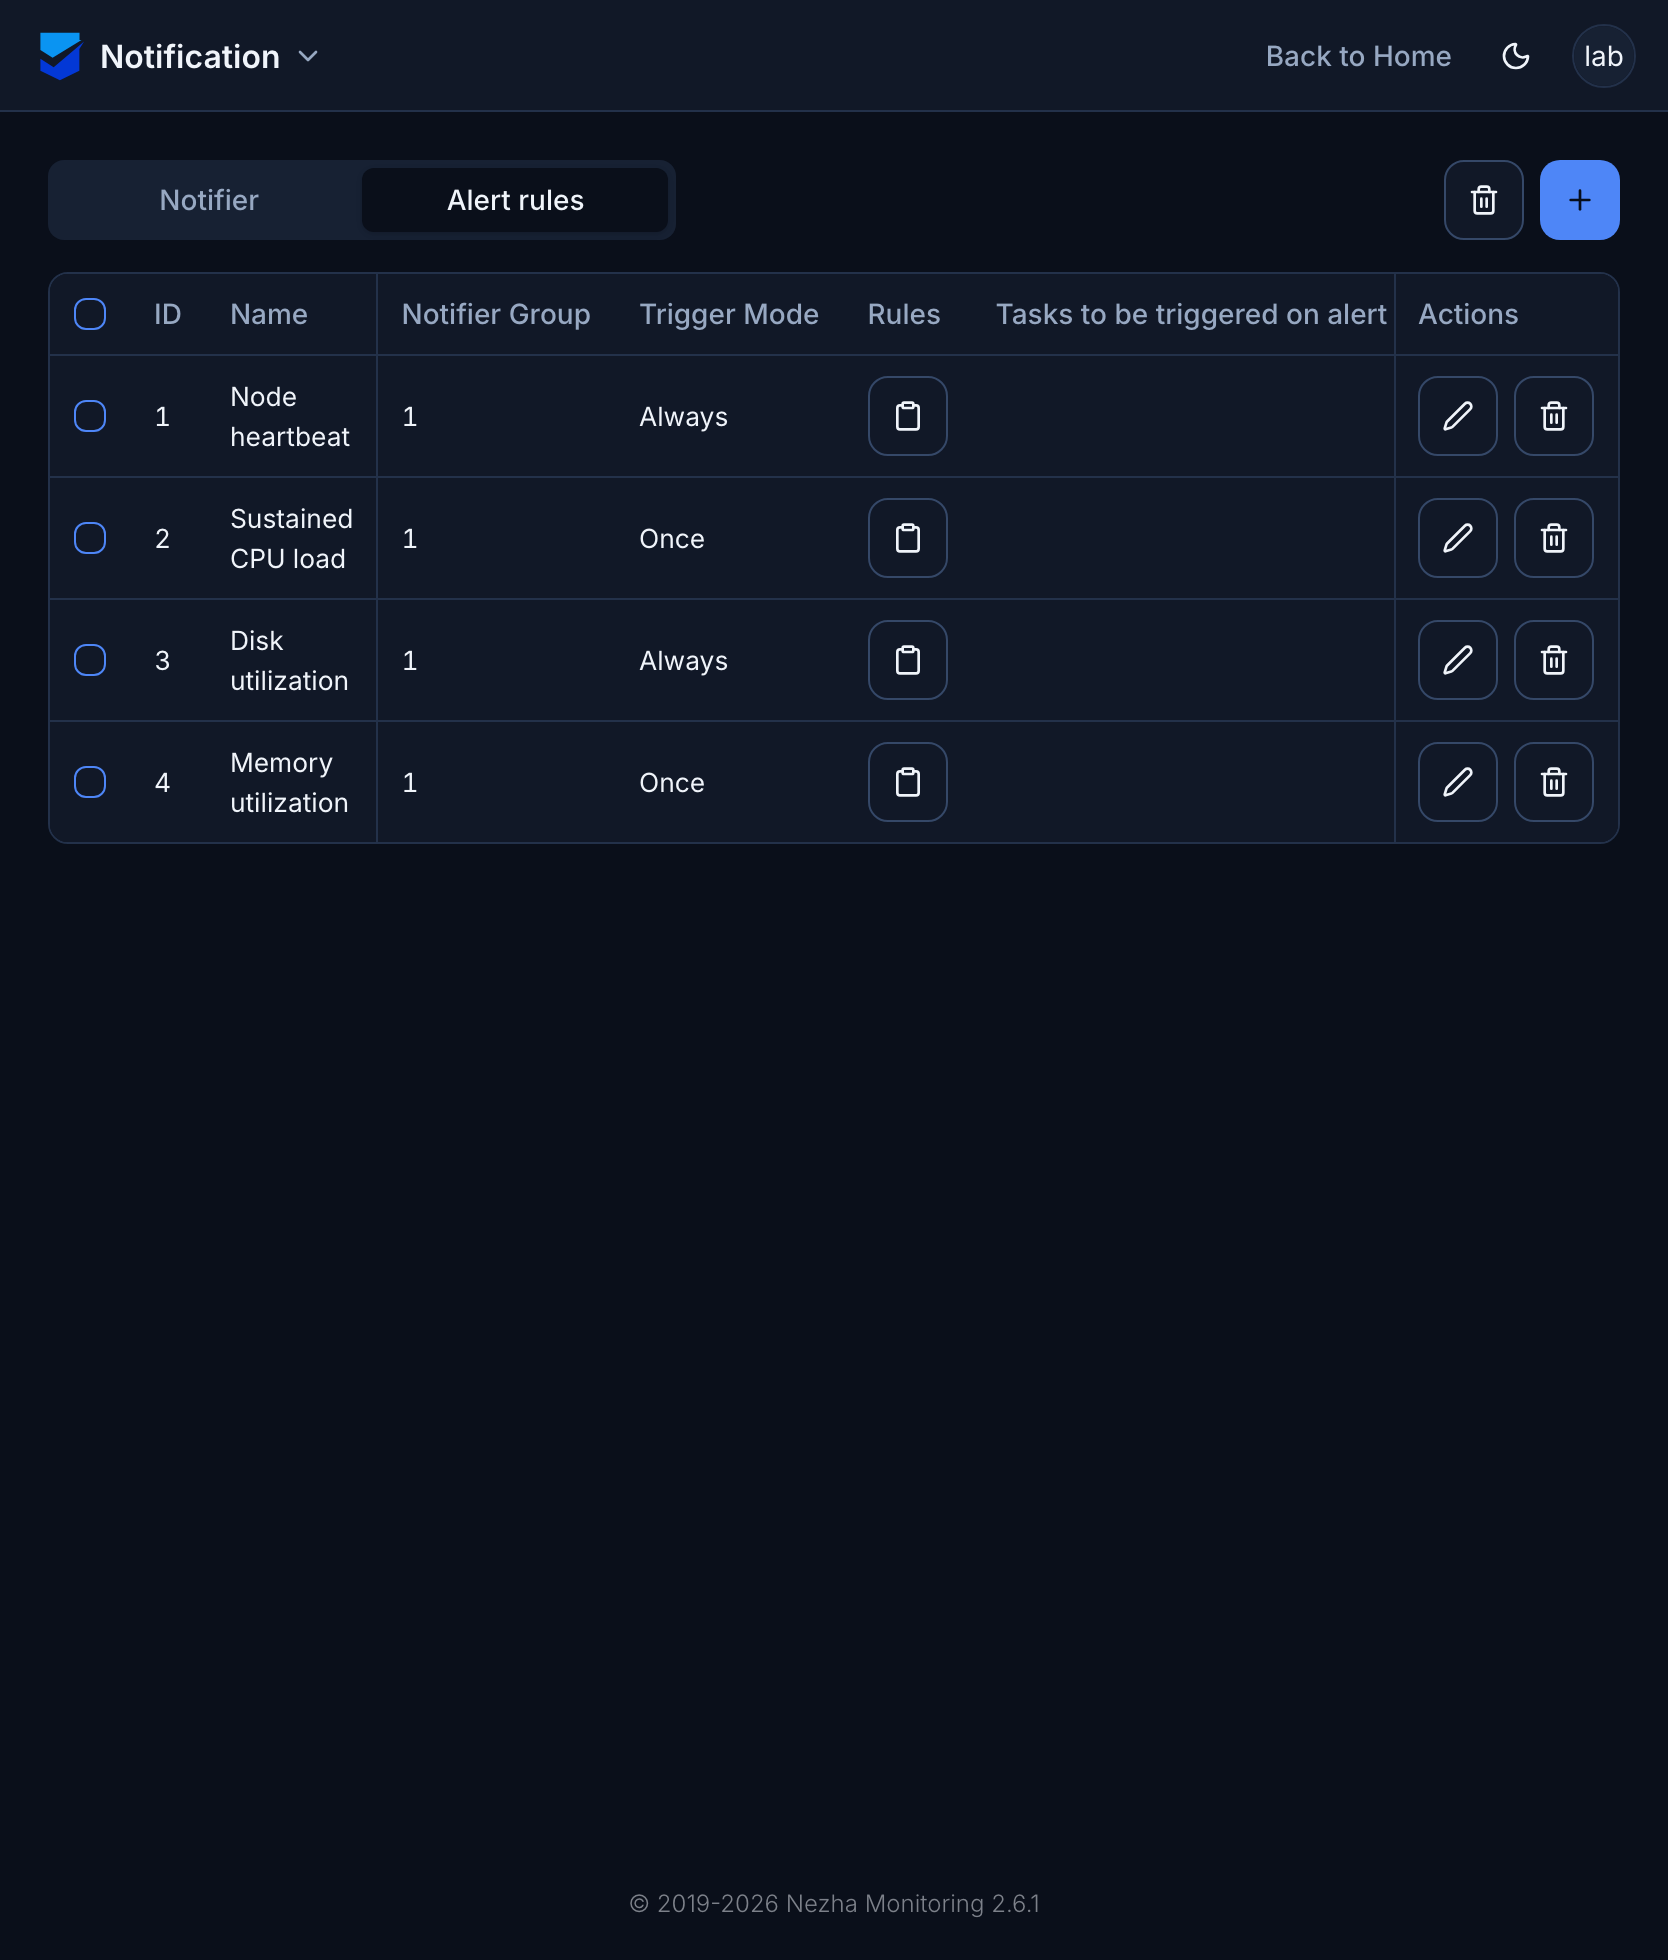 Notification
Back to Home
lab
Notifier
Alert rules
ID Name Notifier Group Trigger Mode Rules Tasks to be triggered on alert Actions
1 Node heartbeat 1 Always
2 Sustained CPU load 1 Once
3 Disk utilization 1 Always
4 Memory utilization 1 Once
© 2019-2026 Nezha Monitoring 2.6.1